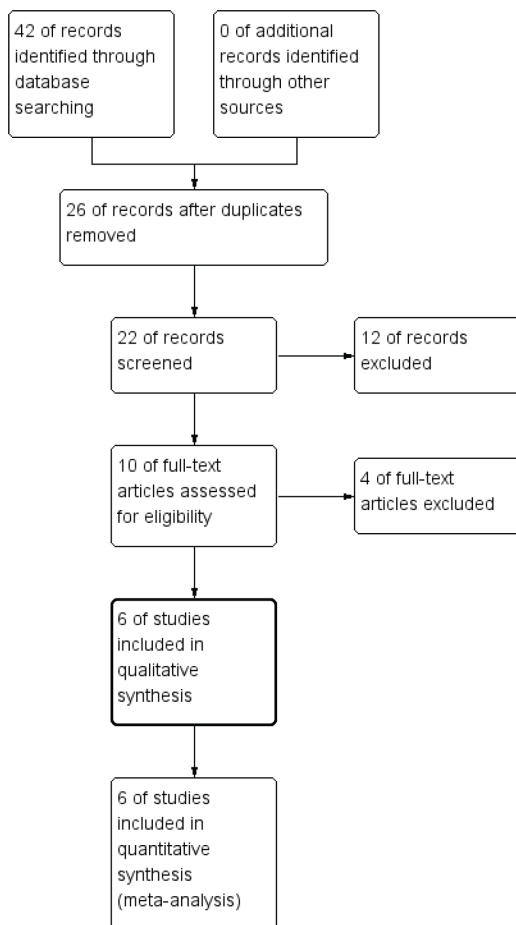 42 of records
identified through
database
searching
0 of additional
records identified
through other
sources
26 of records after duplicates
removed
22 of records
screened
12 of records
excluded
10 of full-text
articles assessed
for eligibility
4 of full-text
articles excluded
6 of studies
included in
qualitative
synthesis
6 of studies
included in
quantitative
synthesis
(meta-analysis)